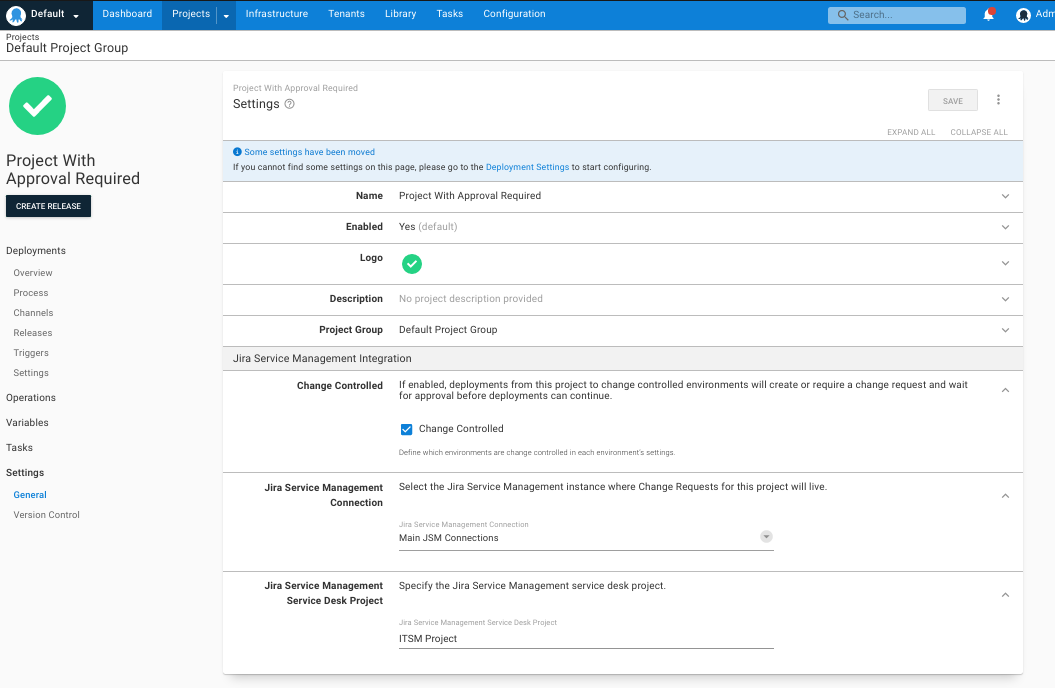 Default
Dashboard
Projects
Infrastructure
Tenants
Library
Tasks
Configuration
Search...
Adm
Projects
Default Project Group
Project With
Approval Required
CREATE RELEASE
Deployments
Overview
Process
Channels
Releases
Triggers
Settings
Operations
Variables
Tasks
Settings
General
Version Control
Project With Approval Required
Settings
SAVE
EXPAND ALL
COLLAPSE ALL
Some settings have been moved
If you cannot find some settings on this page, please go to the Deployment Settings to start configuring.
Name
Project With Approval Required
Enabled
Yes (default)
Logo
Description
No project description provided
Project Group
Default Project Group
Jira Service Management Integration
Change Controlled
If enabled, deployments from this project to change controlled environments will create or require a change request and wait
for approval before deployments can continue.
Change Controlled
Define which environments are change controlled in each environment's settings.
Jira Service Management
Connection
Select the Jira Service Management instance where Change Requests for this project will live.
Jira Service Management Connection
Main JSM Connections
Jira Service Management
Service Desk Project
Specify the Jira Service Management service desk project.
Jira Service Management Service Desk Project
ITSM Project